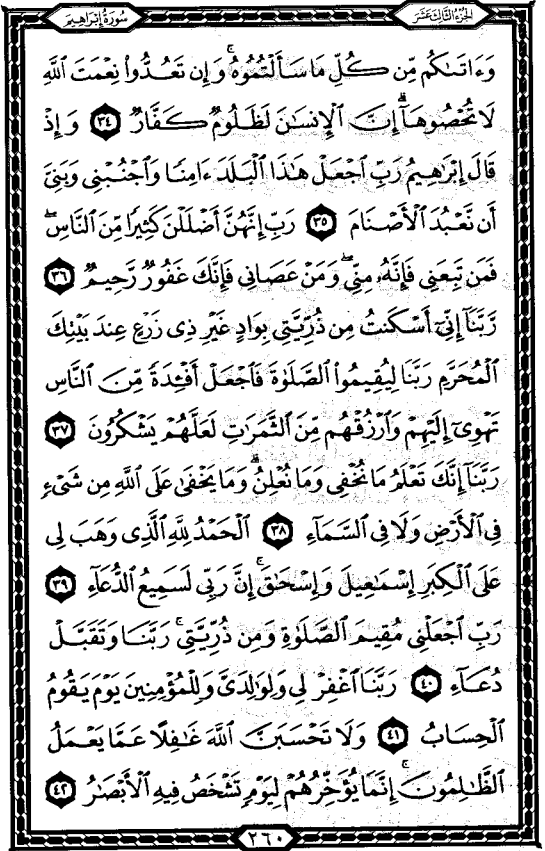 الجزء الثالث عشر
سورة إبراهيم
وَءَاتَىٰكُم مِّن كُلِّ مَا سَأَلْتُمُوهُ ۚ وَإِن تَعُدُّوا۟ نِعْمَتَ ٱللَّهِ
لَا تُحْصُوهَآ ۗ إِنَّ ٱلْإِنسَٰنَ لَظَلُومٌ كَفَّارٌ ٣٤ وَإِذْ
قَالَ إِبْرَٰهِيمُ رَبِّ ٱجْعَلْ هَٰذَا ٱلْبَلَدَ ءَامِنًا وَٱجْنُبْنِى وَبَنِىَّ
أَن نَّعْبُدَ ٱلْأَصْنَامَ ٣٥ رَبِّ إِنَّهُنَّ أَضْلَلْنَ كَثِيرًا مِّنَ ٱلنَّاسِ ۖ
فَمَن تَبِعَنِى فَإِنَّهُۥ مِنِّى ۖ وَمَنْ عَصَانِى فَإِنَّكَ غَفُورٌ رَّحِيمٌ ٣٦
رَّبَّنَآ إِنِّىٓ أَسْكَنتُ مِن ذُرِّيَّتِى بِوَادٍ غَيْرِ ذِى زَرْعٍ عِندَ بَيْتِكَ
ٱلْمُحَرَّمِ رَبَّنَا لِيُقِيمُوا۟ ٱلصَّلَوٰةَ فَٱجْعَلْ أَفْـِٔدَةً مِّنَ ٱلنَّاسِ
تَهْوِىٓ إِلَيْهِمْ وَٱرْزُقْهُم مِّنَ ٱلثَّمَرَٰتِ لَعَلَّهُمْ يَشْكُرُونَ ٣٧
رَبَّنَآ إِنَّكَ تَعْلَمُ مَا نُخْفِى وَمَا نُعْلِنُ ۗ وَمَا يَخْفَىٰ عَلَى ٱللَّهِ مِن شَىْءٍ
فِى ٱلْأَرْضِ وَلَا فِى ٱلسَّمَآءِ ٣٨ ٱلْحَمْدُ لِلَّهِ ٱلَّذِى وَهَبَ لِى
عَلَى ٱلْكِبَرِ إِسْمَٰعِيلَ وَإِسْحَٰقَ ۚ إِنَّ رَبِّى لَسَمِيعُ ٱلدُّعَآءِ ٣٩
رَبِّ ٱجْعَلْنِى مُقِيمَ ٱلصَّلَوٰةِ وَمِن ذُرِّيَّتِى ۚ رَبَّنَا وَتَقَبَّلْ
دُعَآءِ ٤٠ رَبَّنَا ٱغْفِرْ لِى وَلِوَٰلِدَىَّ وَلِلْمُؤْمِنِينَ يَوْمَ يَقُومُ
ٱلْحِسَابُ ٤١ وَلَا تَحْسَبَنَّ ٱللَّهَ غَٰفِلًا عَمَّا يَعْمَلُ
ٱلظَّٰلِمُونَ ۚ إِنَّمَا يُؤَخِّرُهُمْ لِيَوْمٍ تَشْخَصُ فِيهِ ٱلْأَبْصَٰرُ ٤٢
٢٦٠